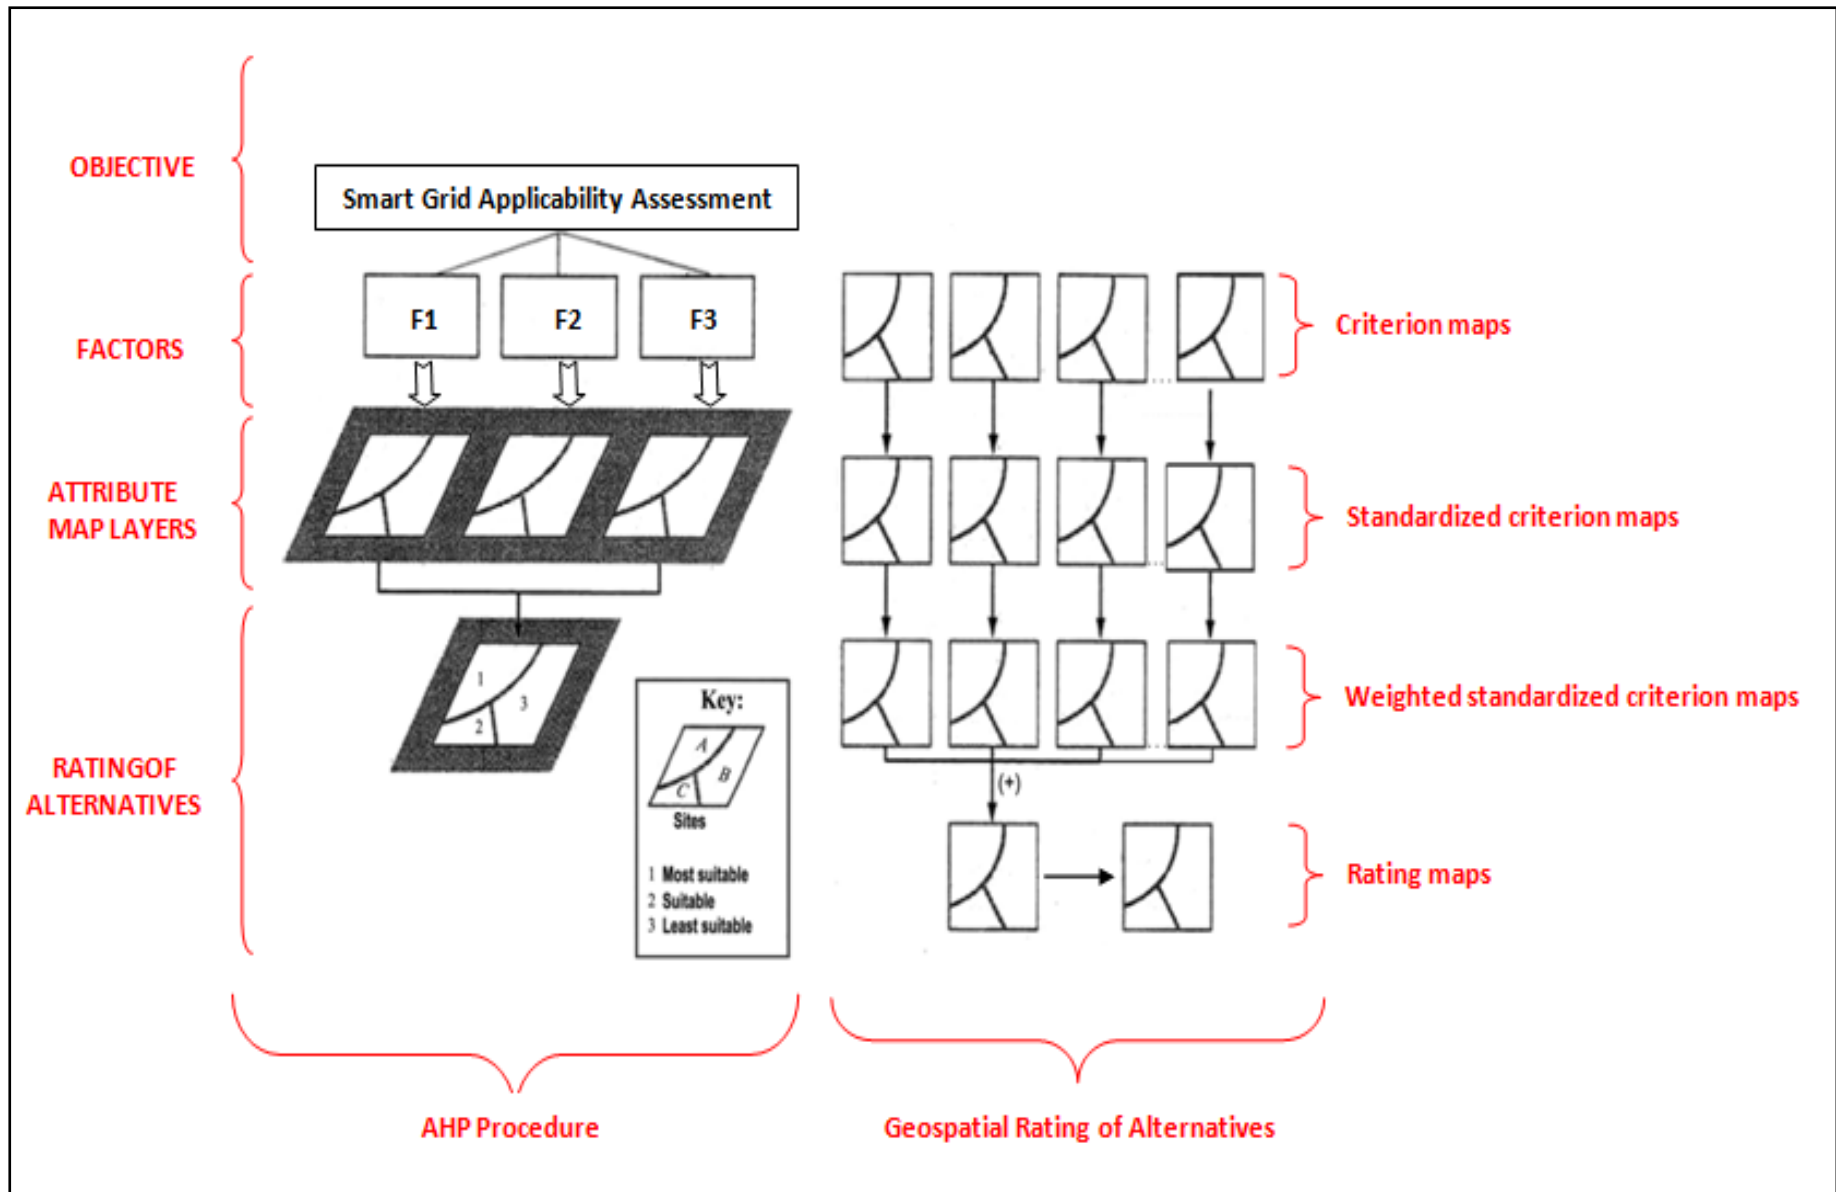 OBJECTIVE
Smart Grid Applicability Assessment
FACTORS
F1
F2
F3
Criterion maps
ATTRIBUTE
MAP LAYERS
Standardized criterion maps
RATINGOF
ALTERNATIVES
1
2
3
Key:
A
B
C
Sites
1 Most suitable
2 Suitable
3 Least suitable
Weighted standardized criterion maps
(+)
Rating maps
AHP Procedure
Geospatial Rating of Alternatives